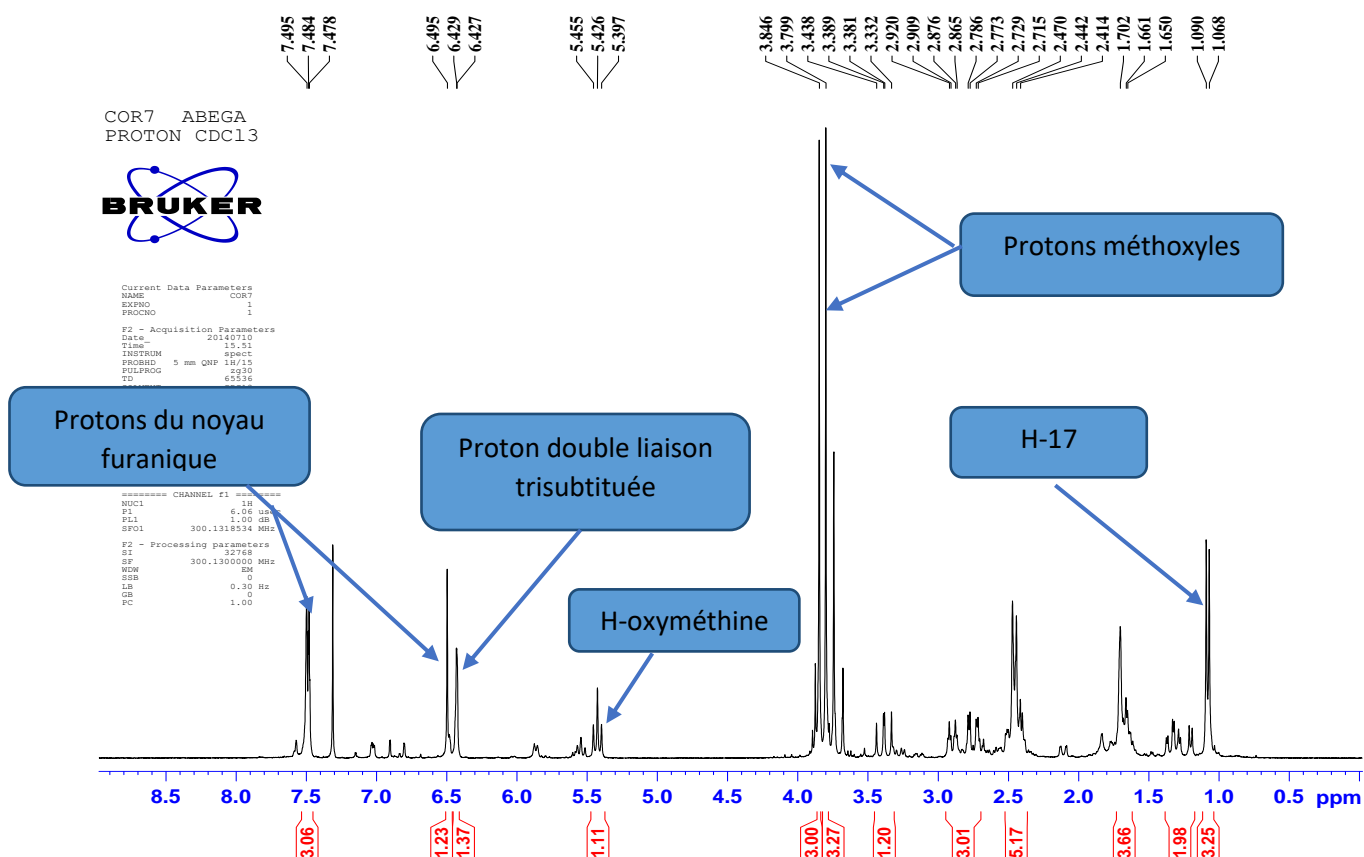 7.495
7.484
7.478
6.495
6.429
6.427
5.455
5.426
5.397
3.846
3.799
3.438
3.389
3.381
3.332
2.920
2.909
2.876
2.865
2.786
2.773
2.729
2.715
2.470
2.442
2.414
1.702
1.661
1.650
1.090
1.068
COR7 ABEGA
PROTON CDCl3
BRUKER
Current Data Parameters
NAME COR7
EXPNO 1
PROCNO 1
F2 - Acquisition Parameters
Date_ 20140710
Time 15.51
INSTRUM spect
PROBHD 5 mm QNP 1H/15
PULPROG zg30
TD 65536
Protons du noyau
furanique
Proton double liaison
trisubtituée
H-oxyméthine
Protons méthoxyles
H-17
======== CHANNEL f1 ========
NUC1 1H
P1 6.06
PL1 1.00 dB
SFO1 300.1318534 MHz
F2 - Processing parameters
SI 32768
SF 300.1300000 MHz
WDW EM
SSB 0
LB 0.30 Hz
GB 0
PC 1.00
8.5 8.0 7.5 7.0 6.5 6.0 5.5 5.0 4.5 4.0 3.5 3.0 2.5 2.0 1.5 1.0 0.5 ppm
3.06
1.23
1.37
1.11
3.00
3.27
1.20
3.01
5.17
3.66
1.98
3.25